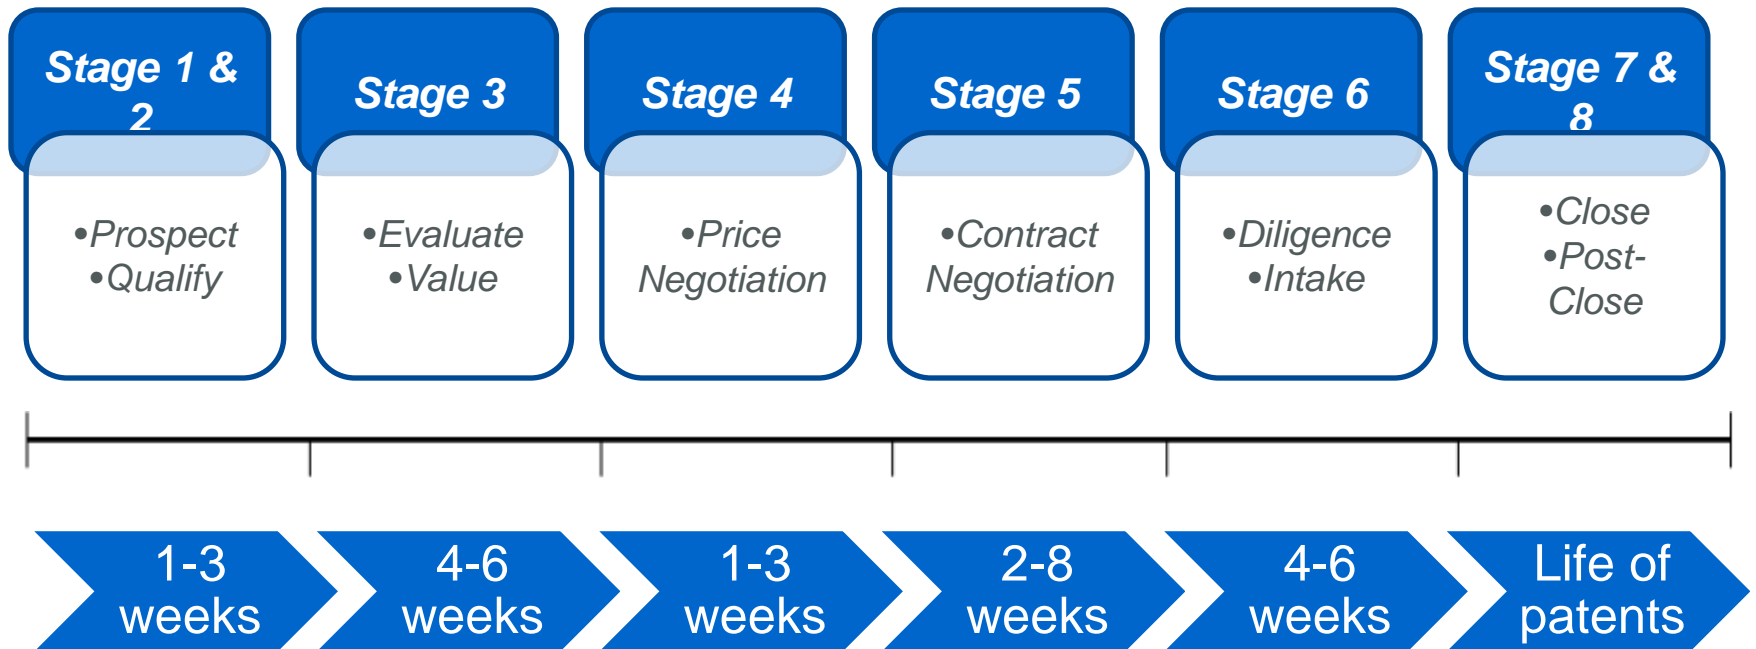 Stage 1 &
2
Stage 3
Stage 4
Stage 5
Stage 6
Stage 7 &
8
•Prospect
•Qualify
•Evaluate
•Value
•Price
Negotiation
•Contract
Negotiation
•Diligence
•Intake
•Close
•Post-
Close
1-3
weeks
4-6
weeks
1-3
weeks
2-8
weeks
4-6
weeks
Life of
patents